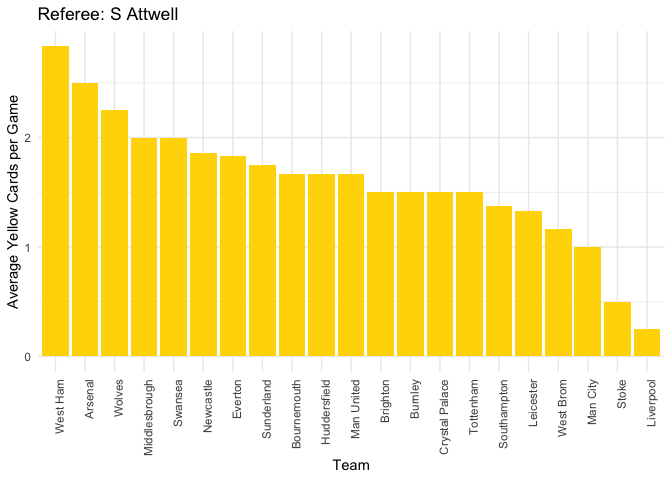 Referee: S Attwell
Average Yellow Cards per Game
2
1
0
West Ham
Arsenal
Wolves
Middlesbrough
Swansea
Newcastle
Everton
Sunderland
Bournemouth
Huddersfield
Man United
Brighton
Burnley
Crystal Palace
Tottenham
Southampton
Leicester
West Brom
Man City
Stoke
Liverpool
Team